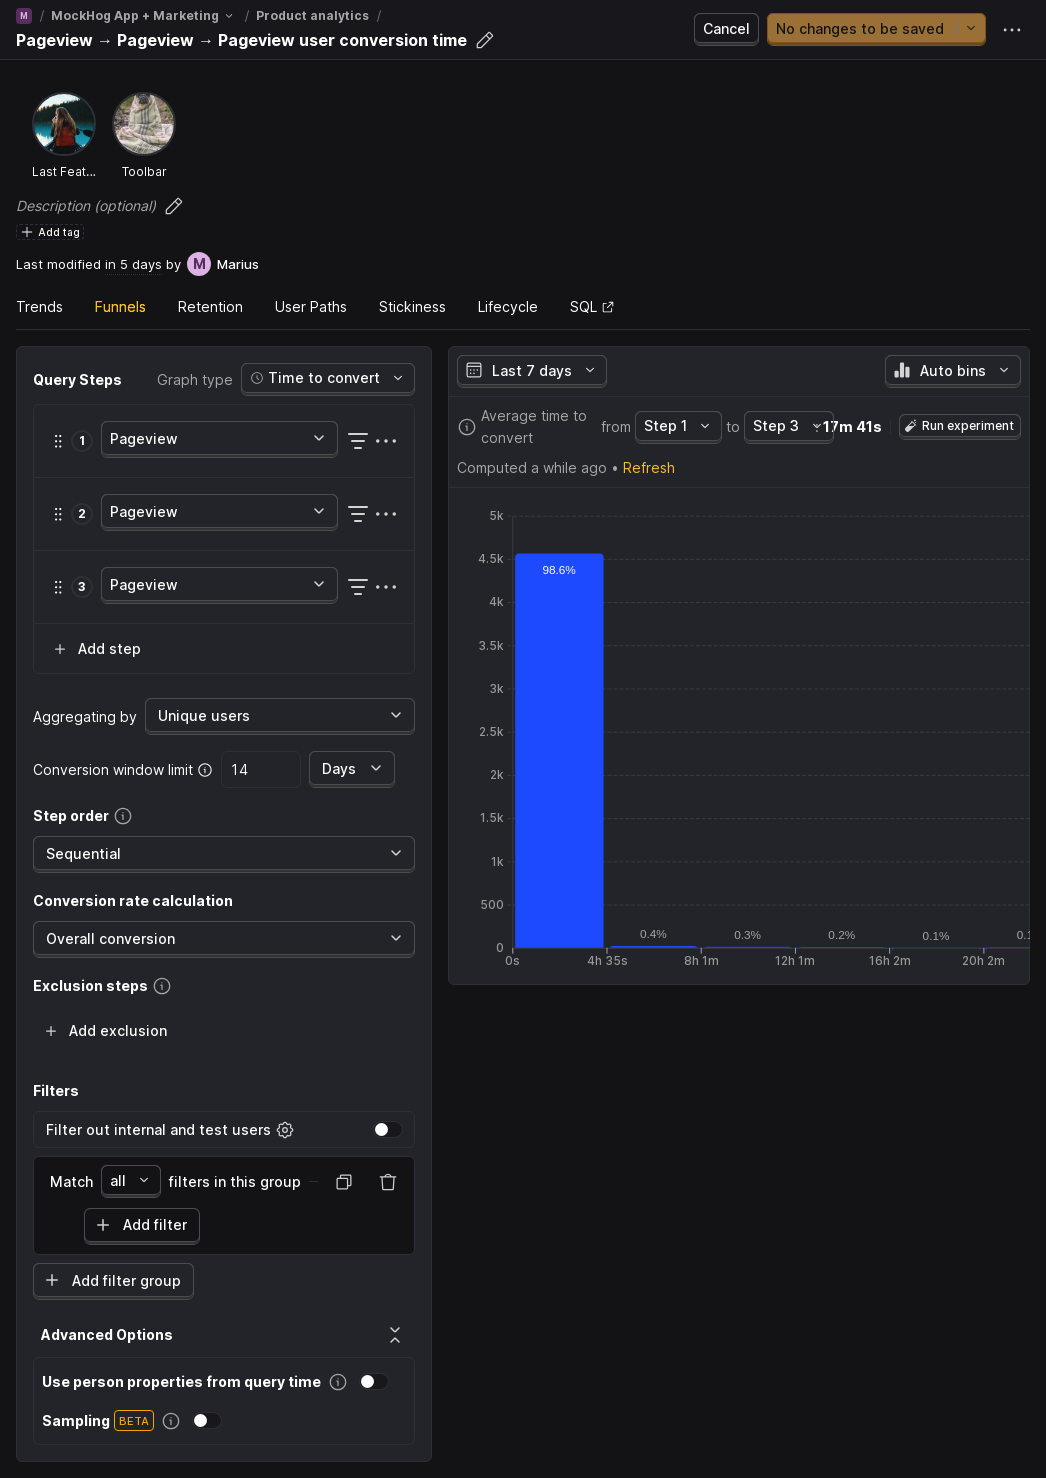 M / MockHog App + Marketing / Product analytics /
Pageview → Pageview → Pageview user conversion time
Cancel
No changes to be saved
Last Feat...
Toolbar
Description (optional)
Add tag
Last modified in 5 days by M Marius
Trends Funnels Retention User Paths Stickiness Lifecycle SQL
Query Steps
Graph type Time to convert
1 Pageview
2 Pageview
3 Pageview
Add step
Aggregating by Unique users
Conversion window limit 14 Days
Step order
Sequential
Conversion rate calculation
Overall conversion
Exclusion steps
Add exclusion
Filters
Filter out internal and test users
Match all filters in this group
Add filter
Add filter group
Advanced Options
Use person properties from query time
Sampling BETA
Last 7 days
Auto bins
Average time to
convert
from Step 1 to Step 3 17m 41s
Run experiment
Computed a while ago • Refresh
5k
4.5k
4k
3.5k
3k
2.5k
2k
1.5k
1k
500
0
98.6%
0.4%
0.3%
0.2%
0.1%
0s 4h 35s 8h 1m 12h 1m 16h 2m 20h 2m